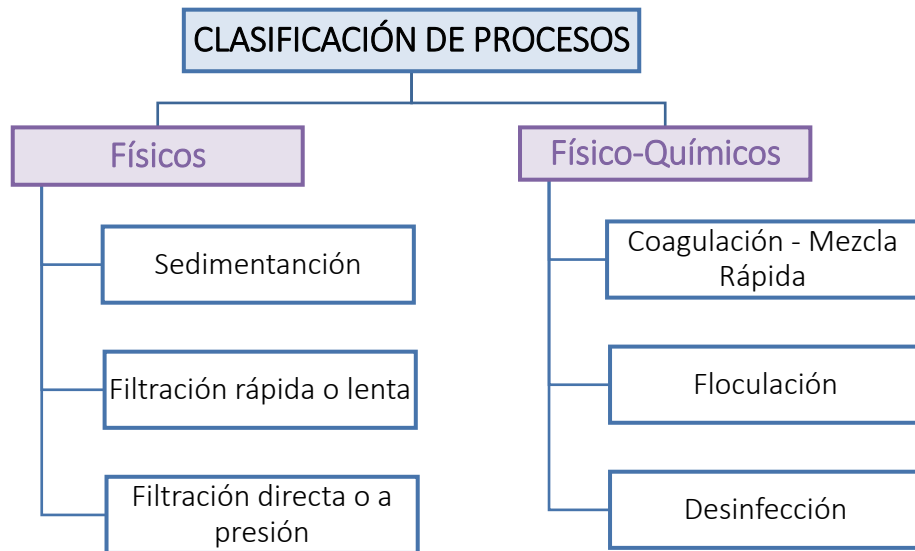 CLASIFICACIÓN DE PROCESOS
Físicos
Sedimentanción
Filtración rápida o lenta
Filtración directa o a
presión
Físico-Químicos
Coagulación - Mezcla
Rápida
Floculación
Desinfección